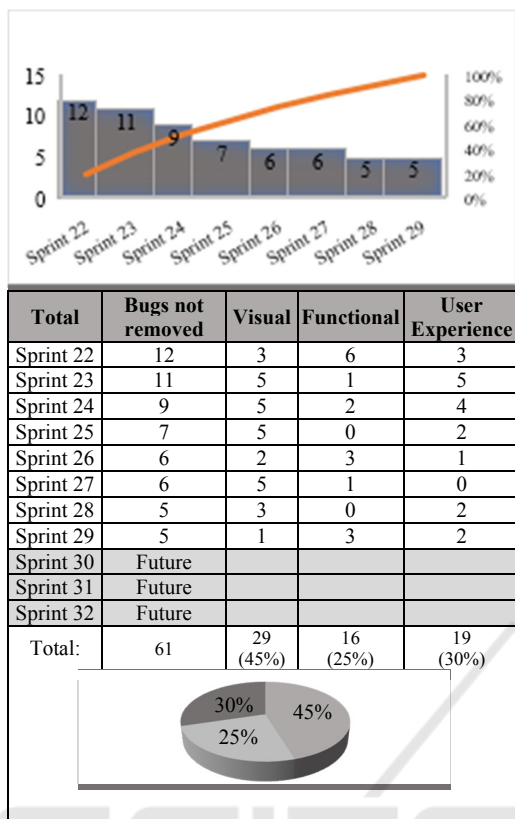 15
10
5
0
12
11
9
7
6
6
5
5
100%
80%
60%
40%
20%
0%
Sprint 22
Sprint 23
Sprint 24
Sprint 25
Sprint 26
Sprint 27
Sprint 28
Sprint 29
Total Bugs not removed Visual Functional User Experience
Sprint 22 12 3 6 3
Sprint 23 11 5 1 5
Sprint 24 9 5 2 4
Sprint 25 7 5 0 2
Sprint 26 6 2 3 1
Sprint 27 6 5 1 0
Sprint 28 5 3 0 2
Sprint 29 5 1 3 2
Sprint 30 Future
Sprint 31 Future
Sprint 32 Future
Total: 61 29 (45%) 16 (25%) 19 (30%)
30% 45%
25%